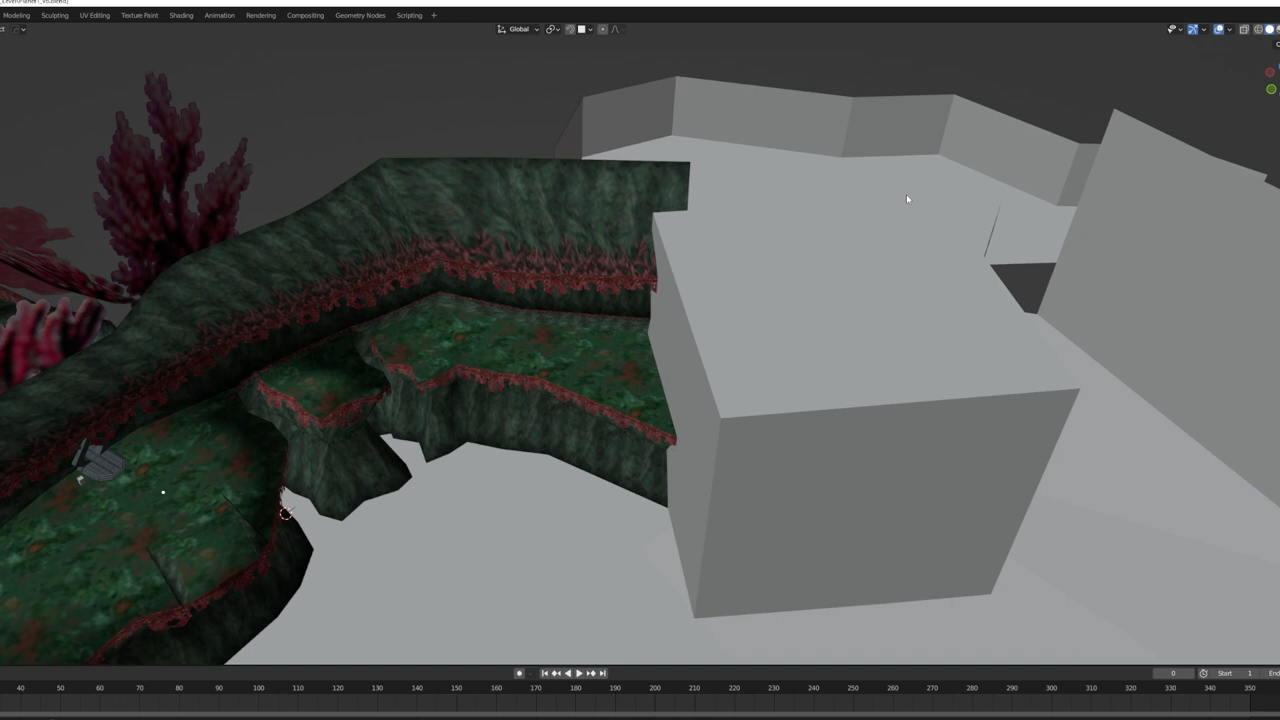 Modeling Sculpting UV Editing Texture Paint Shading Animation Rendering Compositing Geometry Nodes Scripting +
Global
0 Start 1 End
40 50 60 70 80 90 100 110 120 130 140 150 160 170 180 190 200 210 220 230 240 250 260 270 280 290 300 310 320 330 340 350